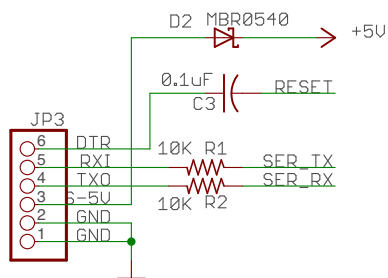 D2 MBR0540
+5V
0.1uF
C3
RESET
JP3
6 DTR
5 RXI
4 TXO
3 S-5V
2 GND
1 GND
10K R1
SER_TX
SER_RX
10K R2